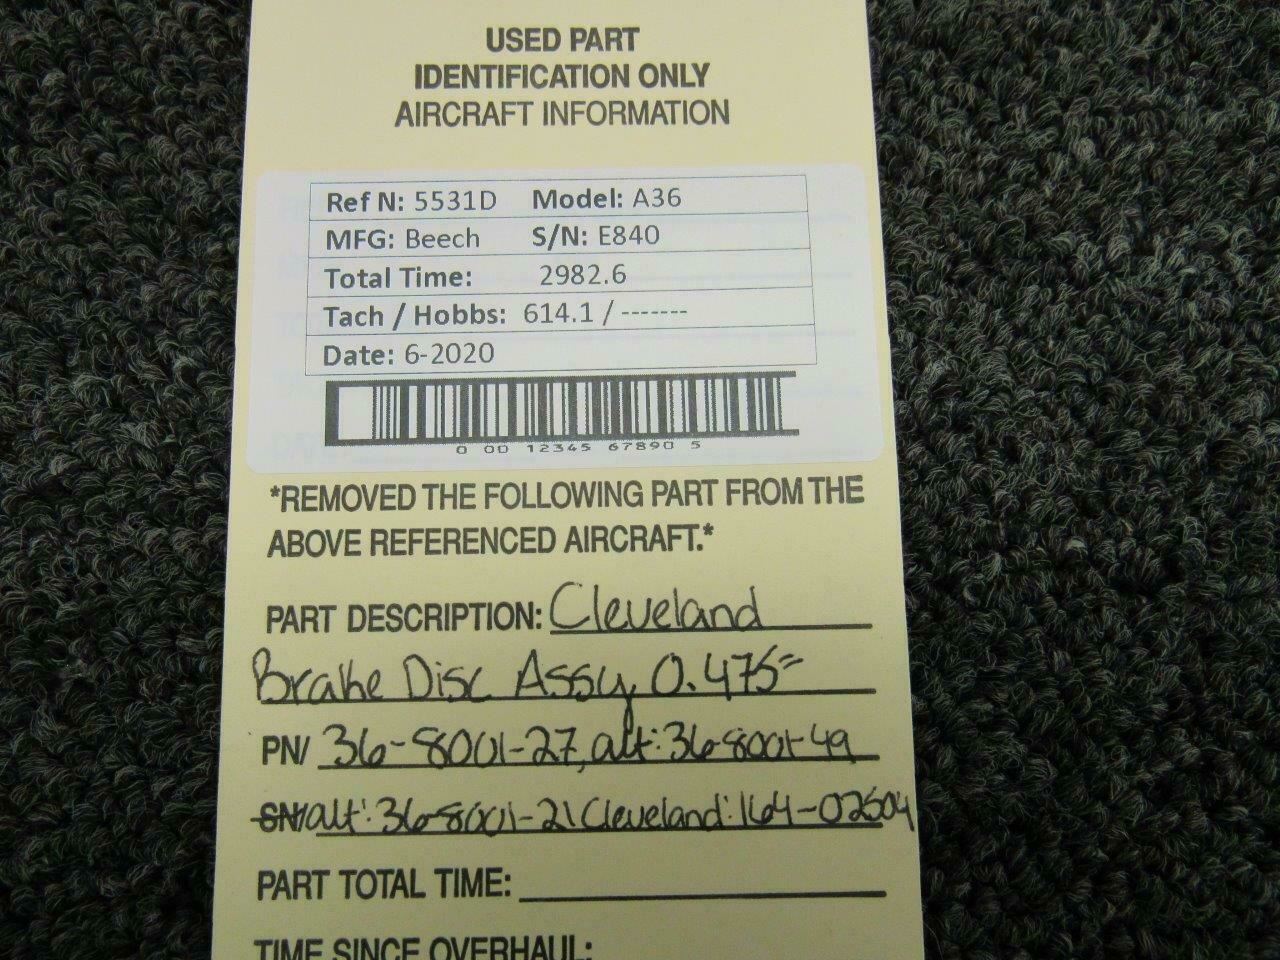 USED PART
IDENTIFICATION ONLY
AIRCRAFT INFORMATION
Ref N: 5531D Model: A36
MFG: Beech S/N: E840
Total Time: 2982.6
Tach / Hobbs: 614.1 / -------
Date: 6-2020
0 00 12345 67890 5
*REMOVED THE FOLLOWING PART FROM THE
ABOVE REFERENCED AIRCRAFT.*
PART DESCRIPTION: Cleveland
Brake Disc Assy, 0.475"
PN/ 36-8001-27, alt: 36-8001-49
SN/ alt: 36-8001-21 Cleveland: 164-02504
PART TOTAL TIME:
TIME SINCE OVERHAUL: